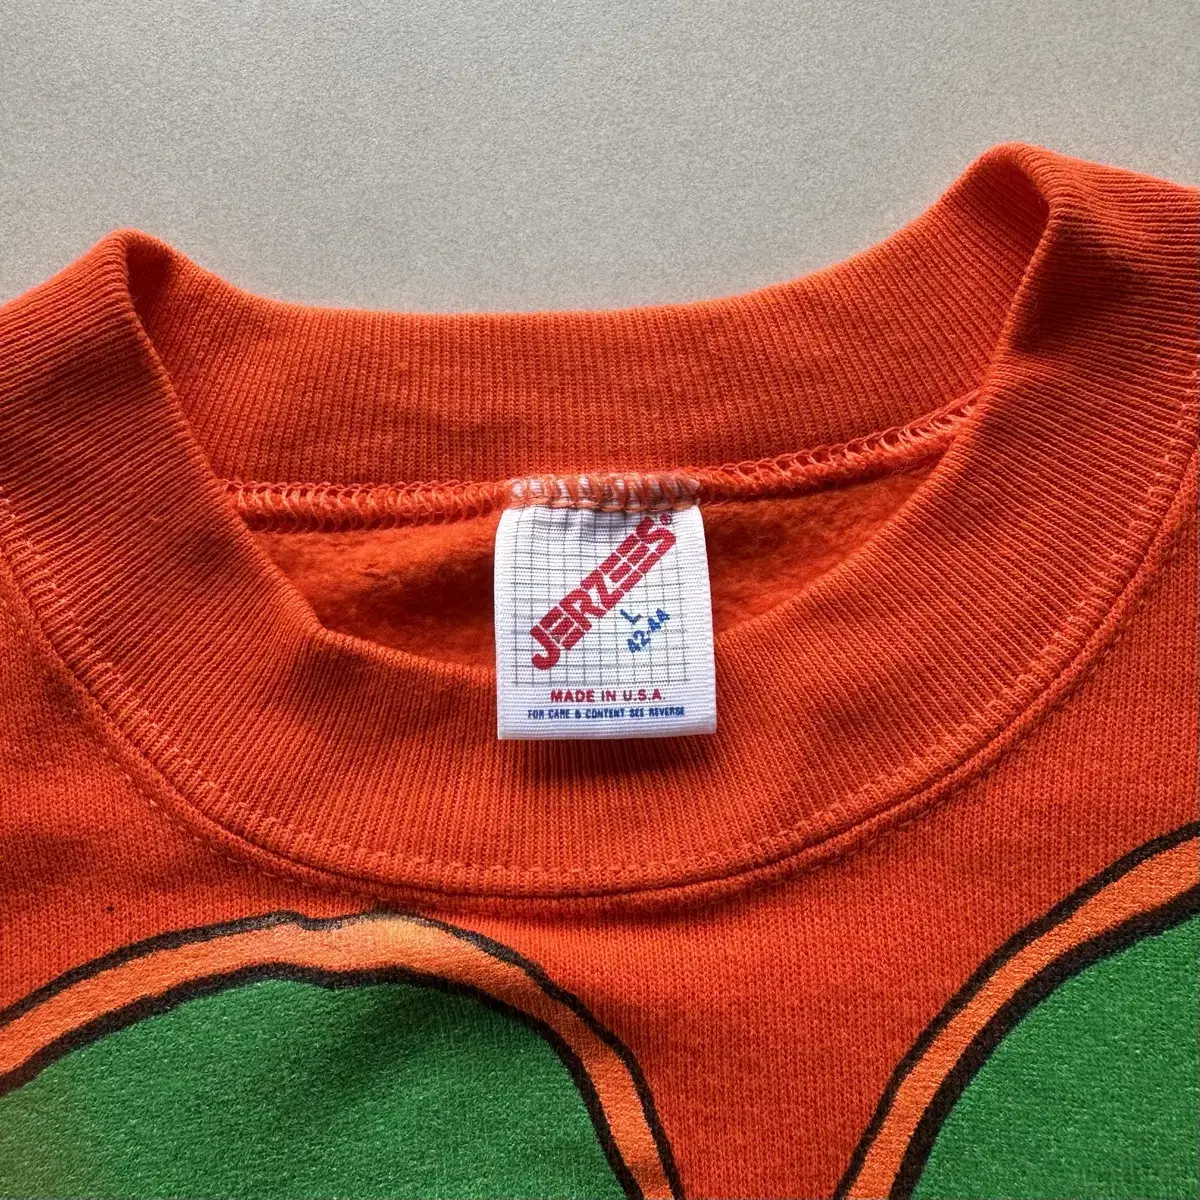 JERZEES®
L
42-44
MADE IN U.S.A.
FOR CARE & CONTENT SEE REVERSE